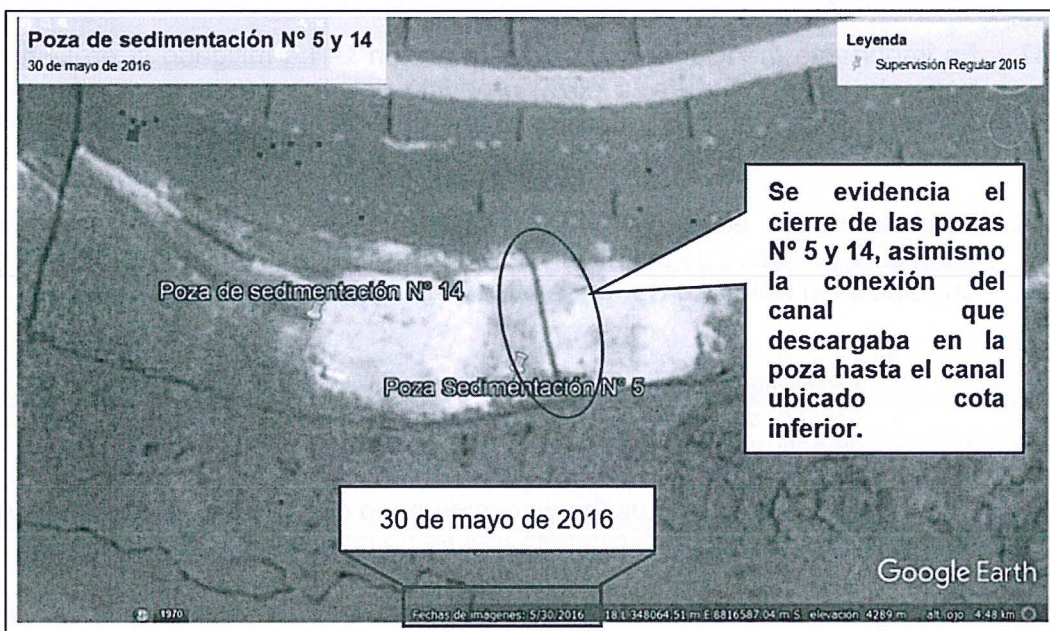 Poza de sedimentación N° 5 y 14
30 de mayo de 2016
Leyenda
Supervisión Regular 2015
Se evidencia el
cierre de las pozas
N° 5 y 14, asimismo
la conexión del
canal que
descargaba en la
poza hasta el canal
ubicado cota
inferior.
Poza de sedimentación N° 14
Poza Sedimentación N° 5
30 de mayo de 2016
Google Earth
1970
Fechas de imágenes: 5/30/2016 18 L 348064.51 m E 8816587.04 m S elevación 4289 m alt. ojo 4.48 km